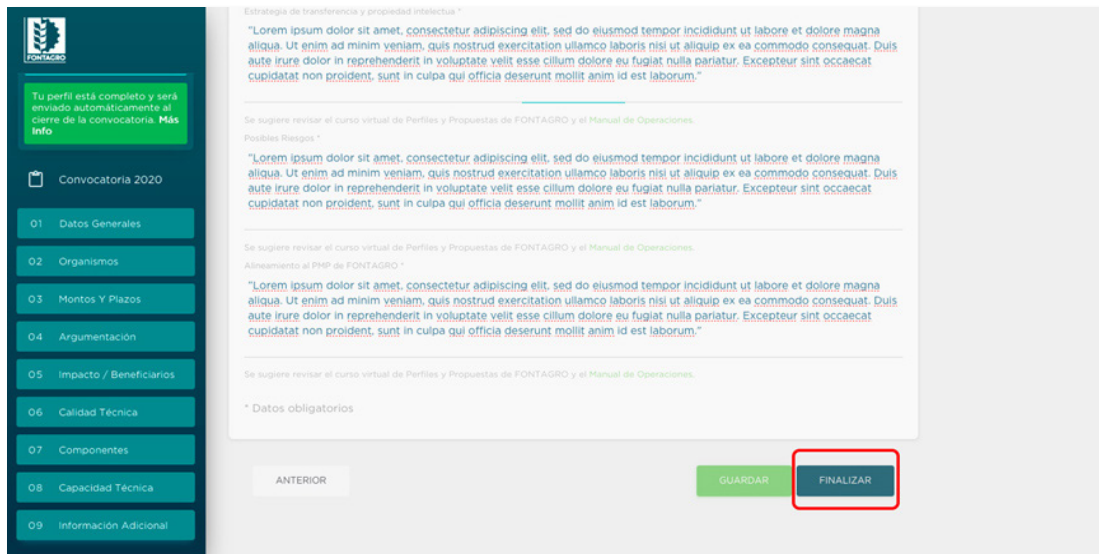 FONTAGRO
Tu perfil está completo y será
enviado automáticamente al
cierre de la convocatoria. Más
Info
Convocatoria 2020
01 Datos Generales
02 Organismos
03 Montos Y Plazos
04 Argumentación
05 Impacto / Beneficiarios
06 Calidad Técnica
07 Componentes
08 Capacidad Técnica
09 Información Adicional
Estrategia de transferencia y propiedad intelectua *
"Lorem ipsum dolor sit amet, consectetur adipiscing elit, sed do eiusmod tempor incididunt ut labore et dolore magna
aliqua. Ut enim ad minim veniam, quis nostrud exercitation ullamco laboris nisi ut aliquip ex ea commodo consequat. Duis
aute irure dolor in reprehenderit in voluptate velit esse cillum dolore eu fugiat nulla pariatur. Excepteur sint occaecat
cupidatat non proident, sunt in culpa qui officia deserunt mollit anim id est laborum."
Se sugiere revisar el curso virtual de Perfiles y Propuestas de FONTAGRO y el Manual de Operaciones.
Posibles Riesgos *
"Lorem ipsum dolor sit amet, consectetur adipiscing elit, sed do eiusmod tempor incididunt ut labore et dolore magna
aliqua. Ut enim ad minim veniam, quis nostrud exercitation ullamco laboris nisi ut aliquip ex ea commodo consequat. Duis
aute irure dolor in reprehenderit in voluptate velit esse cillum dolore eu fugiat nulla pariatur. Excepteur sint occaecat
cupidatat non proident, sunt in culpa qui officia deserunt mollit anim id est laborum."
Se sugiere revisar el curso virtual de Perfiles y Propuestas de FONTAGRO y el Manual de Operaciones.
Alineamiento al PMP de FONTAGRO *
"Lorem ipsum dolor sit amet, consectetur adipiscing elit, sed do eiusmod tempor incididunt ut labore et dolore magna
aliqua. Ut enim ad minim veniam, quis nostrud exercitation ullamco laboris nisi ut aliquip ex ea commodo consequat. Duis
aute irure dolor in reprehenderit in voluptate velit esse cillum dolore eu fugiat nulla pariatur. Excepteur sint occaecat
cupidatat non proident, sunt in culpa qui officia deserunt mollit anim id est laborum."
Se sugiere revisar el curso virtual de Perfiles y Propuestas de FONTAGRO y el Manual de Operaciones.
* Datos obligatorios
ANTERIOR
GUARDAR
FINALIZAR